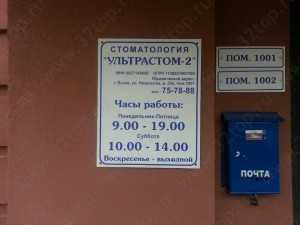 СТОМАТОЛОГИЯ
"УЛЬТРАСТОМ-2"
75-78-88
Часы работы:
Понедельник-Пятница
9.00 - 19.00
Суббота
10.00 - 14.00
Воскресенье - выходной
ПОМ. 1001
ПОМ. 1002
ПОЧТА